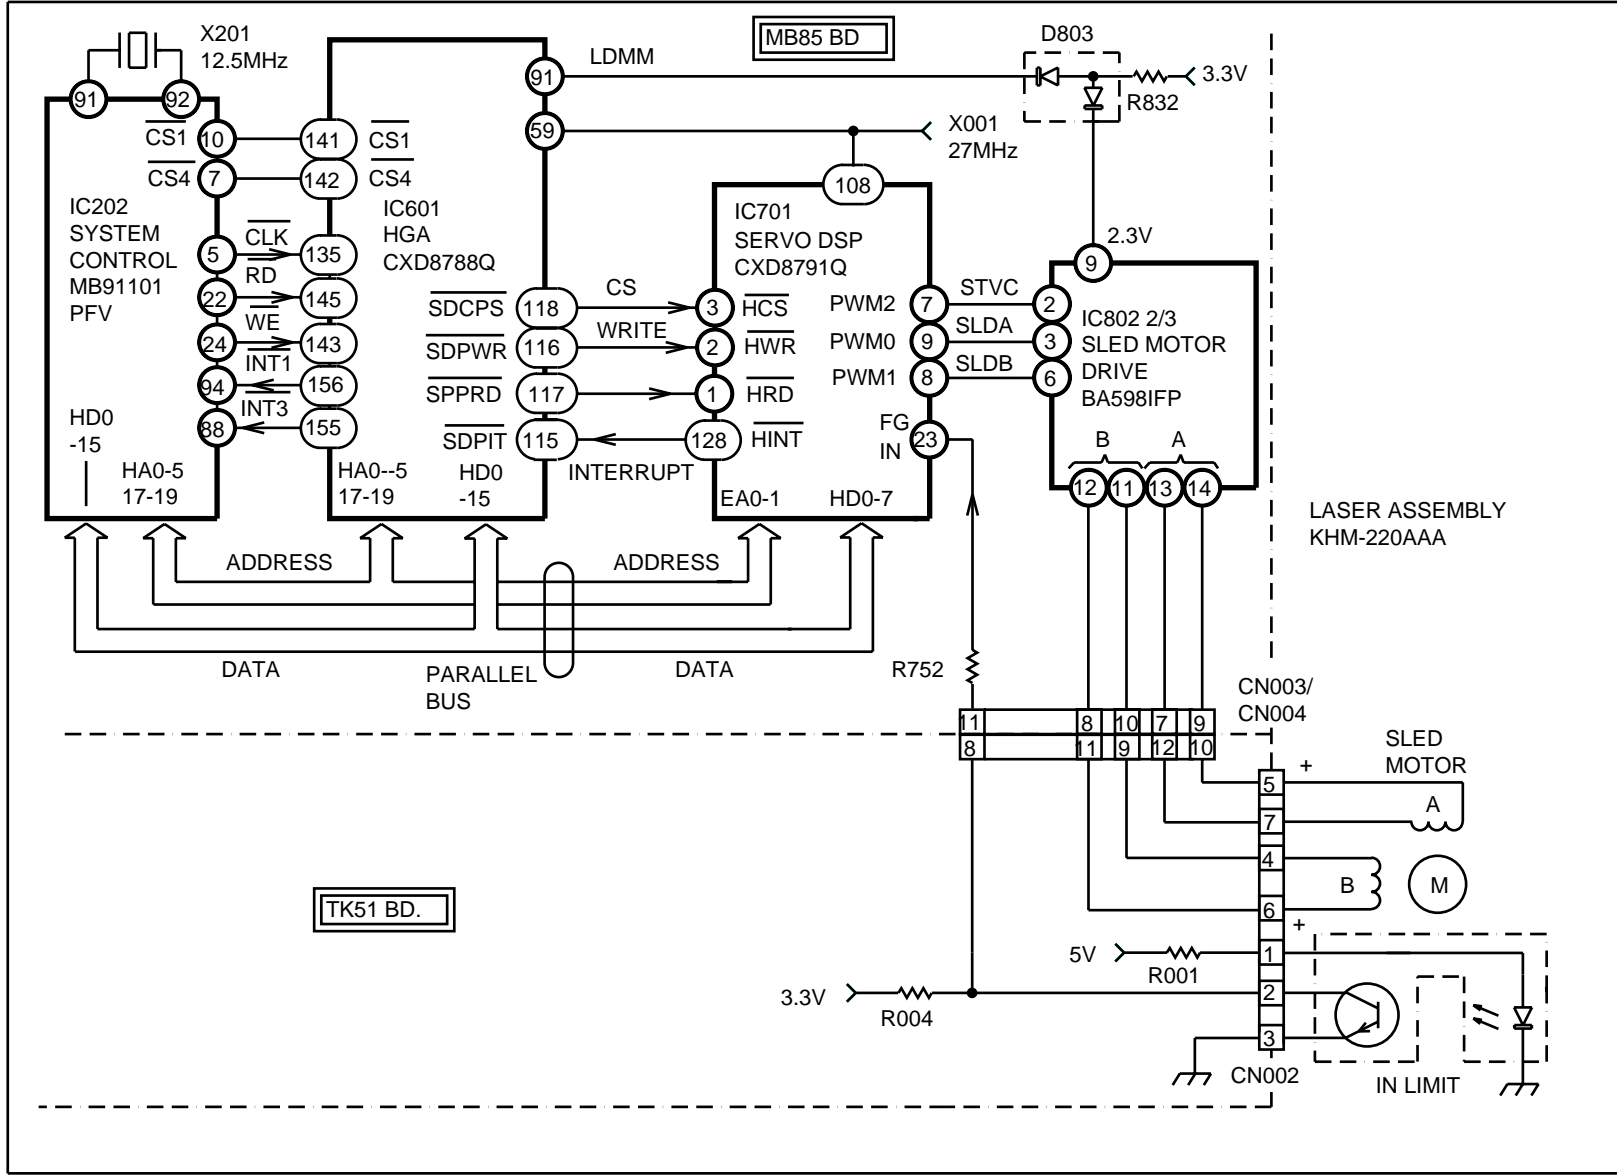 X201
12.5MHz
MB85 BD
D803
LDMM
3.3V
R832
91
92
91
59
X001
27MHz
CS1
10
141
CS1
CS4
7
142
CS4
108
IC202
SYSTEM
CONTROL
MB91101
PFV
IC601
HGA
CXD8788Q
IC701
SERVO DSP
CXD8791Q
2.3V
9
CLK
5
135
RD
22
145
WE
24
143
INT1
94
156
INT3
88
155
SDCPS
118
CS
3
HCS
SDPWR
116
WRITE
2
HWR
SPPRD
117
1
HRD
SDPIT
115
INTERRUPT
128
HINT
PWM2
7
STVC
2
PWM0
9
SLDA
3
PWM1
8
SLDB
6
IC802 2/3
SLED MOTOR
DRIVE
BA598IFP
FG
IN
23
B
A
12
11
13
14
HD0
-15
HA0-5
17-19
HA0--5
17-19
HD0
-15
EA0-1
HD0-7
LASER ASSEMBLY
KHM-220AAA
ADDRESS
ADDRESS
DATA
PARALLEL
BUS
DATA
R752
CN003/
CN004
11
8
10
7
9
8
11
9
12
10
SLED
MOTOR
+
5
A
7
4
B
M
6
+
TK51 BD.
5V
R001
1
3.3V
R004
2
3
CN002
IN LIMIT